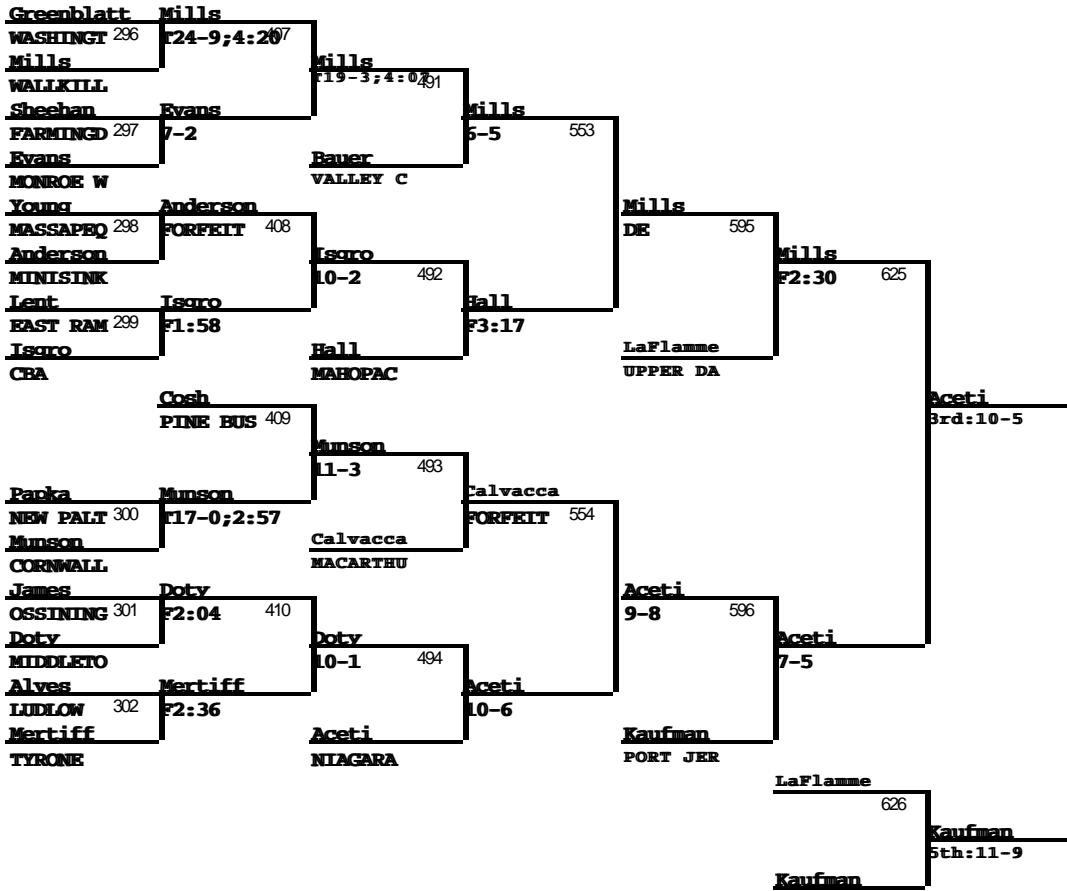 Greenblatt
WASHINGT 296
Mills
WALLKILL
Sheehan
FARMINGD 297
Evans
MONROE W
Young
MASSAPEQ 298
Anderson
MINISINK
Lent
EAST RAM 299
Isgro
CBA
Papka
NEW PALT 300
Munson
CORNWALL
James
OSSINING 301
Doty
MIDDLETO
Alves
LUDLOW 302
Mertiff
TYRONE
Mills
T24-9;4:20 407
Evans
7-2
Anderson
FORFEIT 408
Isgro
F1:58
Cosh
PINE BUS 409
Munson
T17-0;2:57
Doty
F2:04 410
Mertiff
F2:36
Mills
T19-3;4:07 491
Bauer
VALLEY C
Isgro
10-2 492
Hall
MAHOPAC
Munson
11-3 493
Calvacca
MACARTHU
Doty
10-1 494
Aceti
NIAGARA
Mills
6-5 553
Hall
F3:17
Calvacca
FORFEIT 554
Aceti
10-6
Mills
DE 595
LaFlamme
UPPER DA
Aceti
9-8 596
Kaufman
PORT JER
Mills
F2:30 625
Aceti
7-5
LaFlamme
626
Kaufman
Aceti
3rd:10-5
Kaufman
5th:11-9